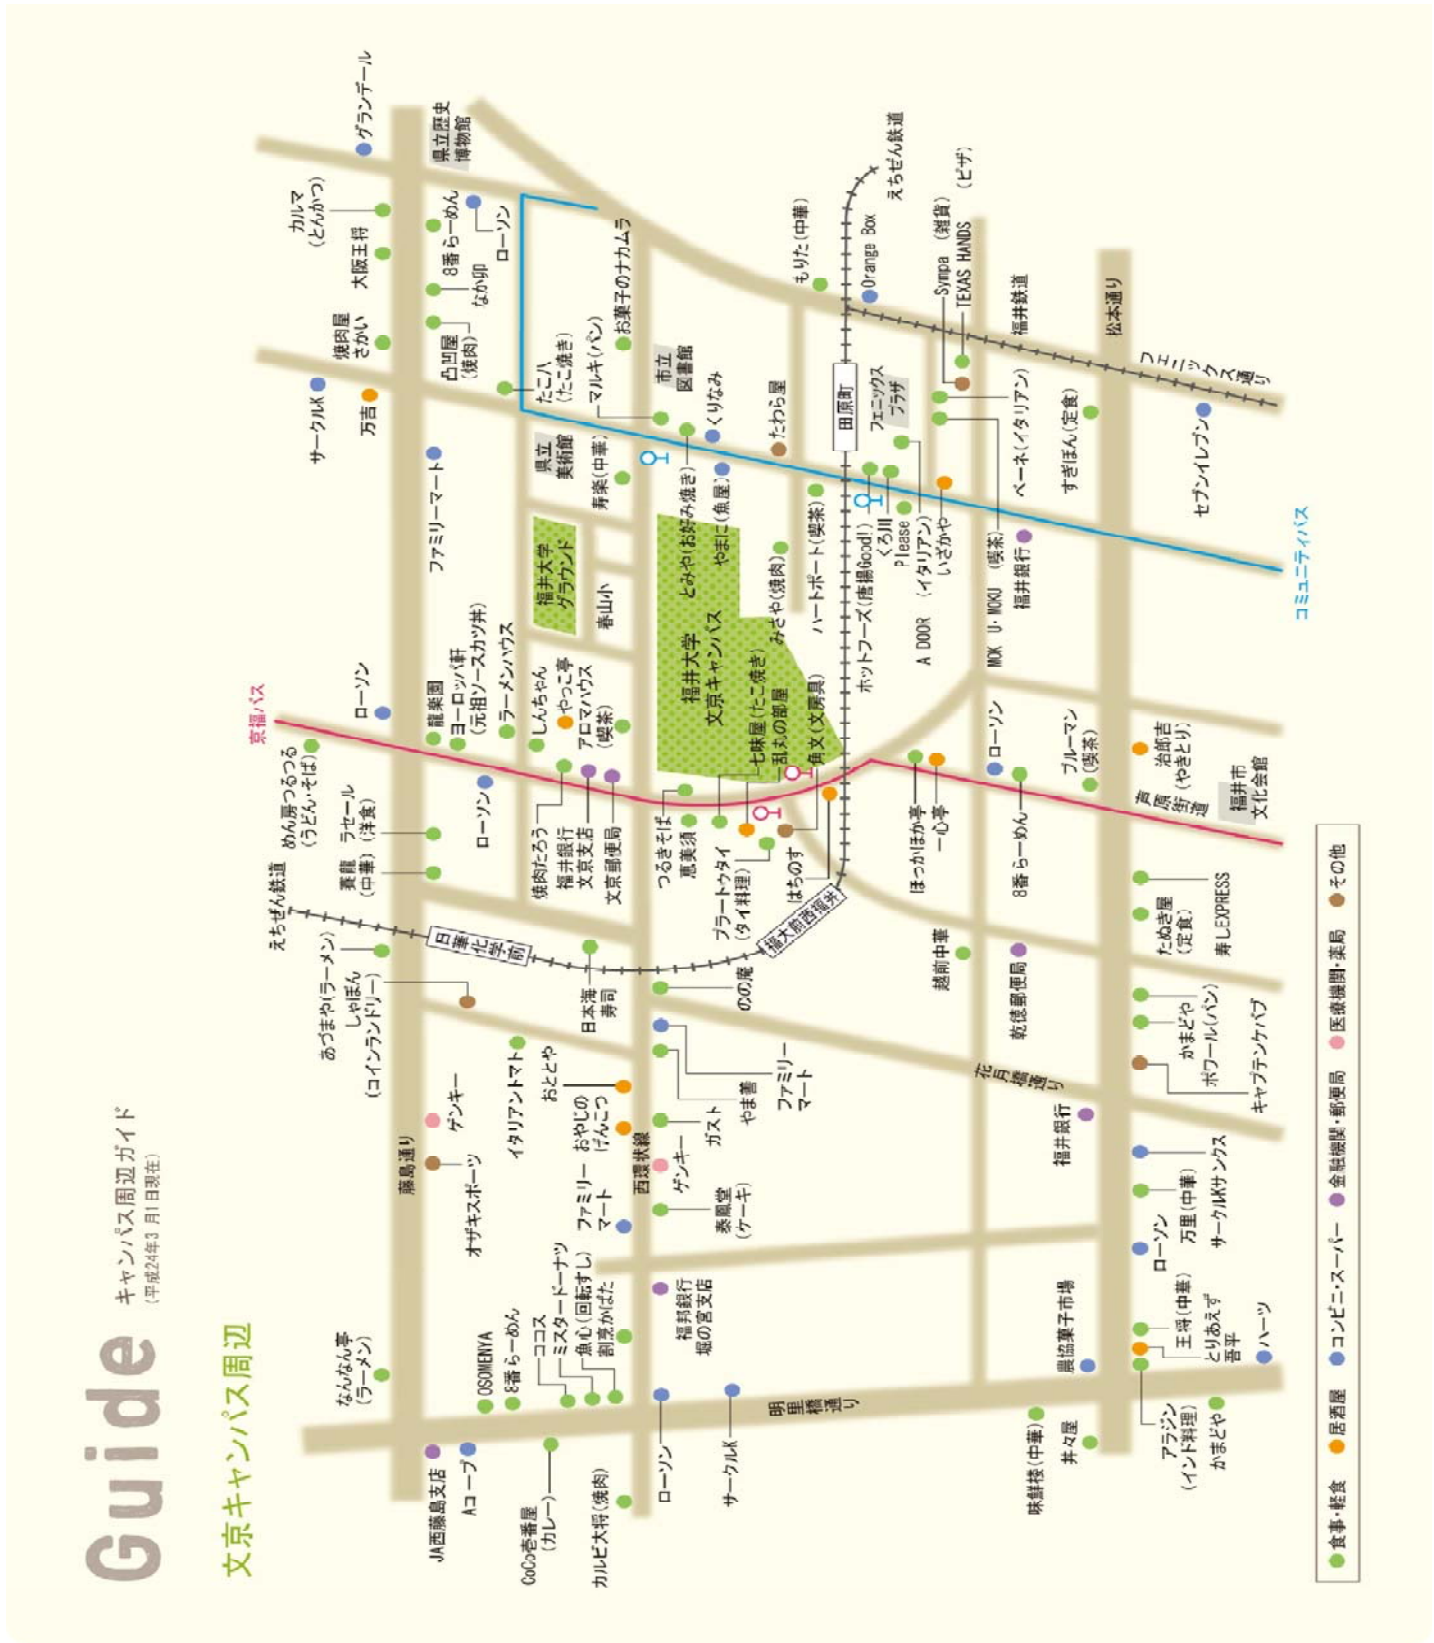 Guide
キャンパス周辺ガイド
(平成24年3月1日現在)
文京キャンパス周辺
京福バス
えちぜん鉄道
めん房つるつる
(うどん・そば)
ローソン
サークルK
万吉
カルマ
(とんかつ)
大阪王将
焼肉屋
さかい
グランデール
なんなん亭
(ラーメン)
あづまや(ラーメン)
しゃぼん
(コインランドリー)
賽龍
(中華)
ラセール
(洋食)
藤島通り
JA西藤島支店
Aコープ
オザキスポーツ
ゲンキー
日華化学前
龍楽園
ヨーロッパ軒
(元祖ソースカツ丼)
ローソン
ラーメンハウス
ファミリーマート
凸凹屋
(焼肉)
なか卯
8番らーめん
ローソン
県立歴史
博物館
OSOMENYA
8番らーめん
ココス
ミスタードーナツ
魚心(回転すし)
割烹かばた
CoCo壱番屋
(カレー)
カルビ大将(焼肉)
イタリアントマト
おととや
おやじの
げんこつ
ファミリー
マート
日本海
寿司
焼肉たろう
福井銀行
文京支店
文京郵便局
しんちゃん
やっこ亭
アロマハウス
(喫茶)
福井大学
グラウンド
春山小
県立
美術館
寿楽(中華)
たこ八
(たこ焼き)
マルキ(パン)
お菓子のナカムラ
西環状線
ローソン
サークルK
福邦銀行
堀の宮支店
泰鳳堂
(ケーキ)
ゲンキー
ガスト
やま善
ファミリー
マート
のの庵
つるきそば
恵美須
プラートゥタイ
(タイ料理)
はちのす
福大前西福井
福井大学
文京キャンパス
七味屋(たこ焼き)
乱丸の部屋
角文(文房具)
とみや(お好み焼き)
やまに(魚屋)
みさや(焼肉)
ハートポート(喫茶)
市立
図書館
くりなみ
たわら屋
もりた(中華)
田原町
Orange Box
えちぜん鉄道
フェニックス
プラザ
ホットフーズ(唐揚Good!)
くろ川
Please
A DOOR (イタリアン)
いざかや
Sympa (雑貨)
TEXAS HANDS (ピザ)
MOK U・MOKU (喫茶)
ベーネ(イタリアン)
福井鉄道
福井銀行
すぎぽん(定食)
明里橋通り
ほっかほか亭
一心亭
越前中華
乾徳郵便局
ローソン
8番らーめん
ブルーマン
(喫茶)
花月橋通り
福井銀行
農協菓子市場
味鮮楼(中華)
井々屋
松本通り
フェニックス通り
セブンイレブン
コミュニティバス
芦原街道
治郎吉
(やきとり)
福井市
文化会館
たぬき屋
(定食)
寿しEXPRESS
かまどや
ポワール(パン)
キャプテンケバブ
サークルKサンクス
万里(中華)
ローソン
王将(中華)
とりあえず
吾平
ハーツ
アラジン
(インド料理)
かまどや
食事・軽食
居酒屋
コンビニ・スーパー
金融機関・郵便局
医療機関・薬局
その他